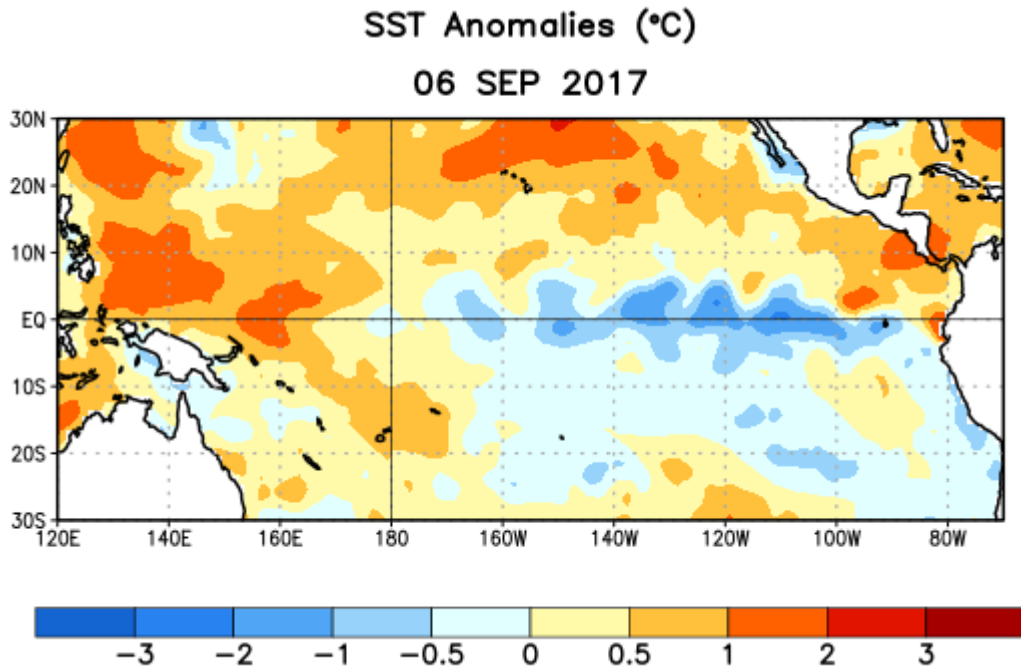 SST Anomalies (°C)
06 SEP 2017
30N
20N
10N
EQ
10S
20S
30S
120E 140E 160E 180 160W 140W 120W 100W 80W
-3 -2 -1 -0.5 0 0.5 1 2 3